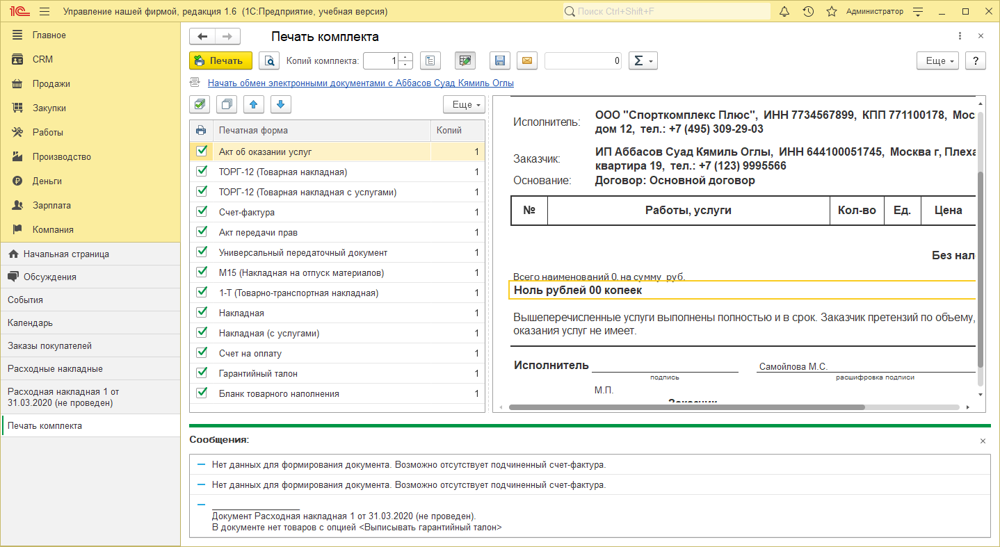 1С Управление нашей фирмой, редакция 1.6 (1С:Предприятие, учебная версия)
Поиск Ctrl+Shift+F
Администратор
Главное
CRM
Продажи
Закупки
Работы
Производство
Деньги
Зарплата
Компания
Начальная страница
Обсуждения
События
Календарь
Заказы покупателей
Расходные накладные
Расходная накладная 1 от
31.03.2020 (не проведен)
Печать комплекта
Печать комплекта
Печать
Копий комплекта: 1
0
Σ
Еще
?
Начать обмен электронными документами с Аббасов Суад Кямиль Оглы
Еще
Печатная форма Копий
Акт об оказании услуг 1
ТОРГ-12 (Товарная накладная) 1
ТОРГ-12 (Товарная накладная с услугами) 1
Счет-фактура 1
Акт передачи прав 1
Универсальный передаточный документ 1
М15 (Накладная на отпуск материалов) 1
1-Т (Товарно-транспортная накладная) 1
Накладная 1
Накладная (с услугами) 1
Счет на оплату 1
Гарантийный талон 1
Бланк товарного наполнения 1
Исполнитель: ООО "Спорткомплекс Плюс", ИНН 7734567899, КПП 771100178, Мос
дом 12, тел.: +7 (495) 309-29-03
Заказчик: ИП Аббасов Суад Кямиль Оглы, ИНН 644100051745, Москва г, Плеха
квартира 19, тел.: +7 (123) 9995566
Основание: Договор: Основной договор
№ Работы, услуги Кол-во Ед. Цена
Без нал
Всего наименований 0, на сумму руб.
Ноль рублей 00 копеек
Вышеперечисленные услуги выполнены полностью и в срок. Заказчик претензий по объему,
оказания услуг не имеет.
Исполнитель Самойлова М.С.
подпись расшифровка подписи
М.П.
Заказчик
Сообщения:
Нет данных для формирования документа. Возможно отсутствует подчиненный счет-фактура.
Нет данных для формирования документа. Возможно отсутствует подчиненный счет-фактура.
Документ Расходная накладная 1 от 31.03.2020 (не проведен).
В документе нет товаров с опцией <Выписывать гарантийный талон>